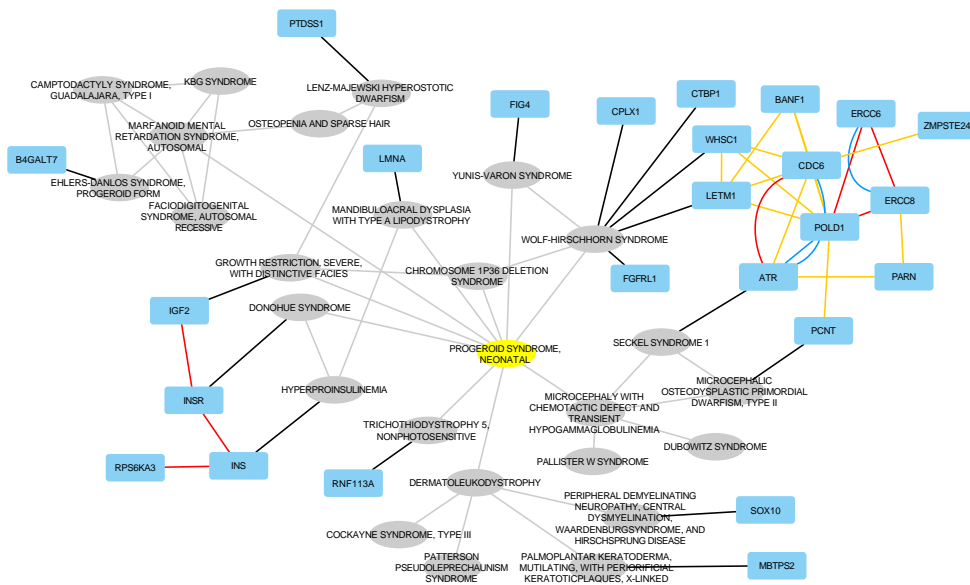 PTDSS1
CAMPTODACTYLY SYNDROME,
GUADALAJARA, TYPE I
KBG SYNDROME
LENZ-MAJEWSKI HYPEROSTOTIC
DWARFISM
FIG4
CPLX1
CTBP1
BANF1
ERCC6
ZMPSTE24
MARFANOID MENTAL
RETARDATION SYNDROME,
AUTOSOMAL
OSTEOPENIA AND SPARSE HAIR
B4GALT7
LMNA
WHSC1
CDC6
EHLERS-DANLOS SYNDROME,
PROGEROID FORM
YUNIS-VARON SYNDROME
LETM1
ERCC8
FACIODIGITOGENITAL
SYNDROME, AUTOSOMAL
RECESSIVE
MANDIBULOACRAL DYSPLASIA
WITH TYPE A LIPODYSTROPHY
POLD1
WOLF-HIRSCHHORN SYNDROME
GROWTH RESTRICTION, SEVERE,
WITH DISTINCTIVE FACIES
CHROMOSOME 1P36 DELETION
SYNDROME
FGFRL1
ATR
PARN
IGF2
DONOHUE SYNDROME
PROGEROID SYNDROME,
NEONATAL
SECKEL SYNDROME 1
PCNT
INSR
HYPERPROINSULINEMIA
MICROCEPHALIC
OSTEODYSPLASTIC PRIMORDIAL
DWARFISM, TYPE II
MICROCEPHALY WITH
CHEMOTACTIC DEFECT AND
TRANSIENT
HYPOGAMMAGLOBULINEMIA
TRICHOTHIODYSTROPHY 5,
NONPHOTOSENSITIVE
DUBOWITZ SYNDROME
RPS6KA3
INS
RNF113A
PALLISTER W SYNDROME
DERMATOLEUKODYSTROPHY
PERIPHERAL DEMYELINATING
NEUROPATHY, CENTRAL
DYSMYELINATION,
WAARDENBURGSYNDROME, AND
HIRSCHSPRUNG DISEASE
SOX10
COCKAYNE SYNDROME, TYPE III
PATTERSON
PSEUDOLEPRECHAUNISM
SYNDROME
PALMOPLANTAR KERATODERMA,
MUTILATING, WITH PERIORIFICIAL
KERATOTICPLAQUES, X-LINKED
MBTPS2